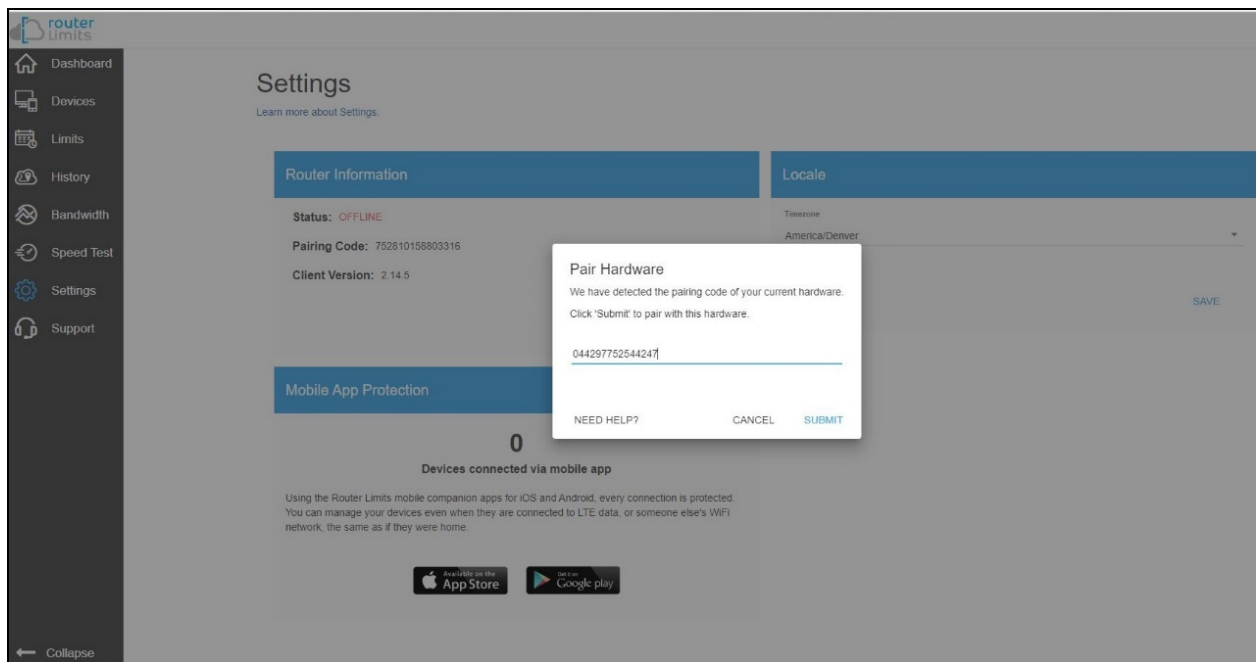 router
Limits
Dashboard
Devices
Limits
History
Bandwidth
Speed Test
Settings
Support
Collapse
Settings
Learn more about Settings.
Router Information
Status: OFFLINE
Pairing Code: 752810158803316
Client Version: 2.14.5
Locale
Timezone
America/Denver
SAVE
Pair Hardware
We have detected the pairing code of your current hardware.
Click 'Submit' to pair with this hardware.
044297752544247
NEED HELP?
CANCEL
SUBMIT
Mobile App Protection
0
Devices connected via mobile app
Using the Router Limits mobile companion apps for iOS and Android, every connection is protected.
You can manage your devices even when they are connected to LTE data, or someone else's WiFi
network, the same as if they were home.
Available on the
App Store
Get it on
Google play